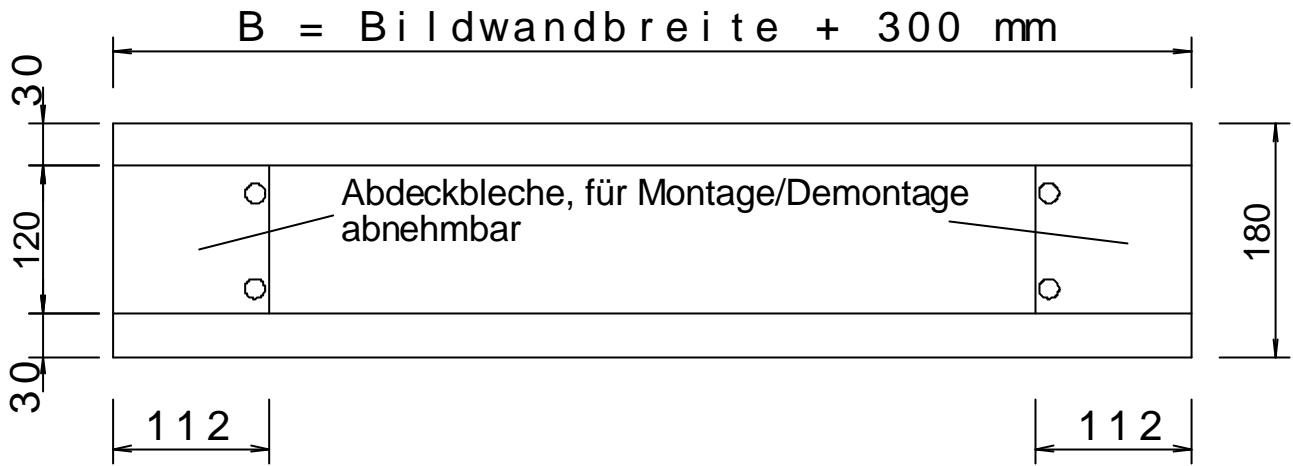 B = Bildwandbreite + 300 mm
30
Abdeckbleche, für Montage/Demontage
abnehmbar
120
180
30
112
112